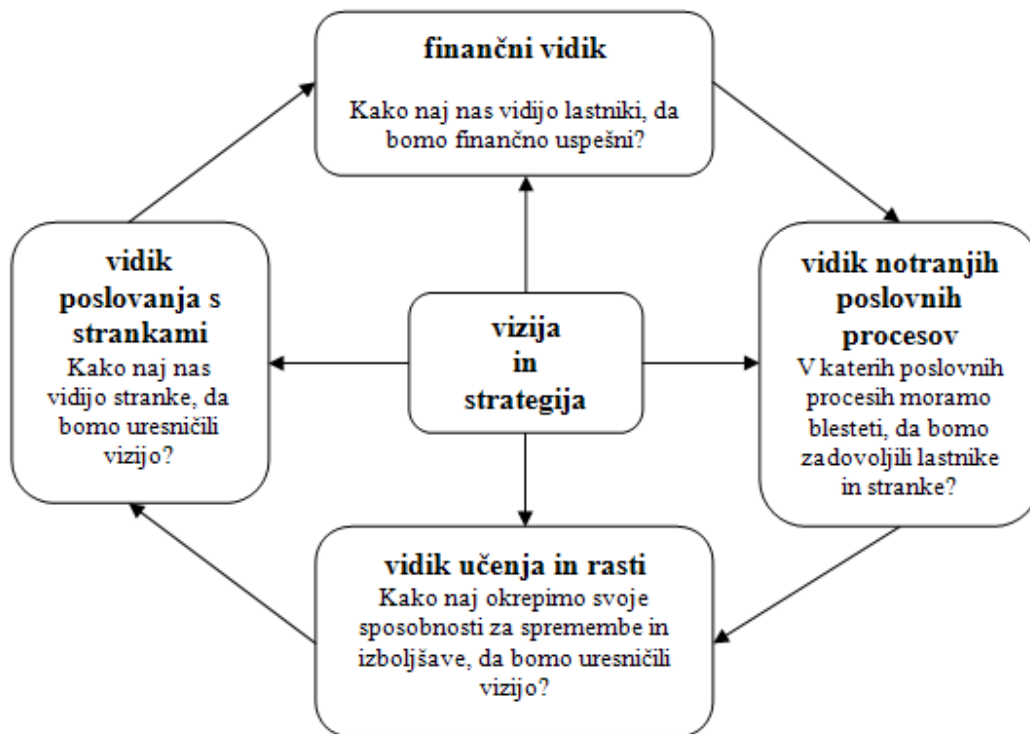 finančni vidik
Kako naj nas vidijo lastniki, da
bomo finančno uspešni?
vidik
poslovanja s
strankami
Kako naj nas
vidijo stranke, da
bomo uresničili
vizijo?
vizija
in
strategija
vidik notranjih
poslovnih
procesov
V katerih poslovnih
procesih moramo
blesteti, da bomo
zadovoljili lastnike
in stranke?
vidik učenja in rasti
Kako naj okrepimo svoje
sposobnosti za spremembe in
izboljšave, da bomo uresničili
vizijo?